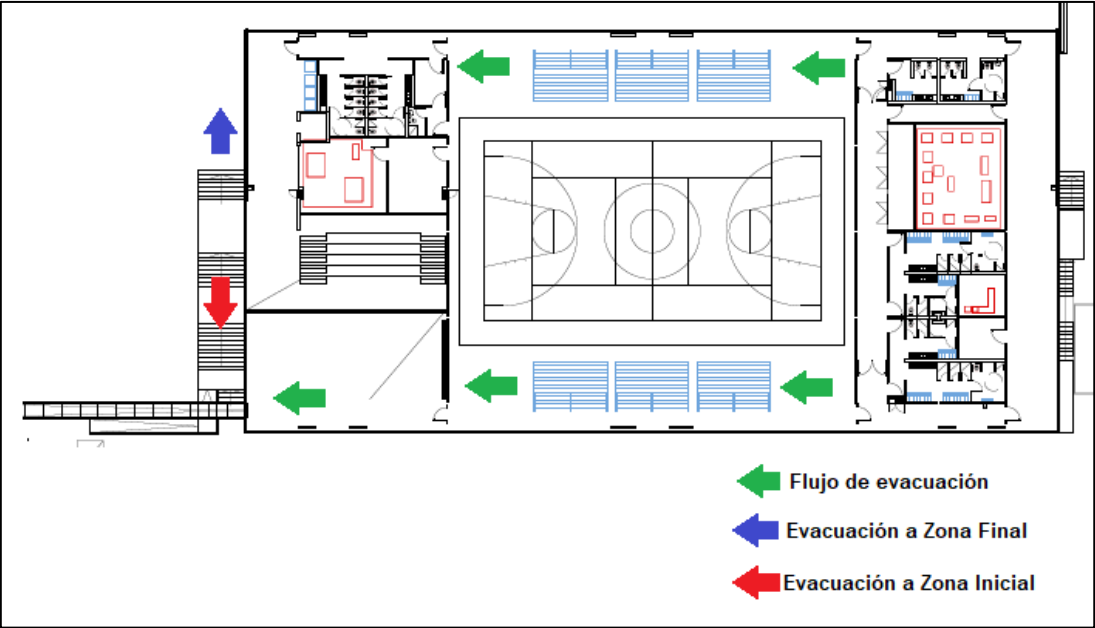 Flujo de evacuación
Evacuación a Zona Final
Evacuación a Zona Inicial